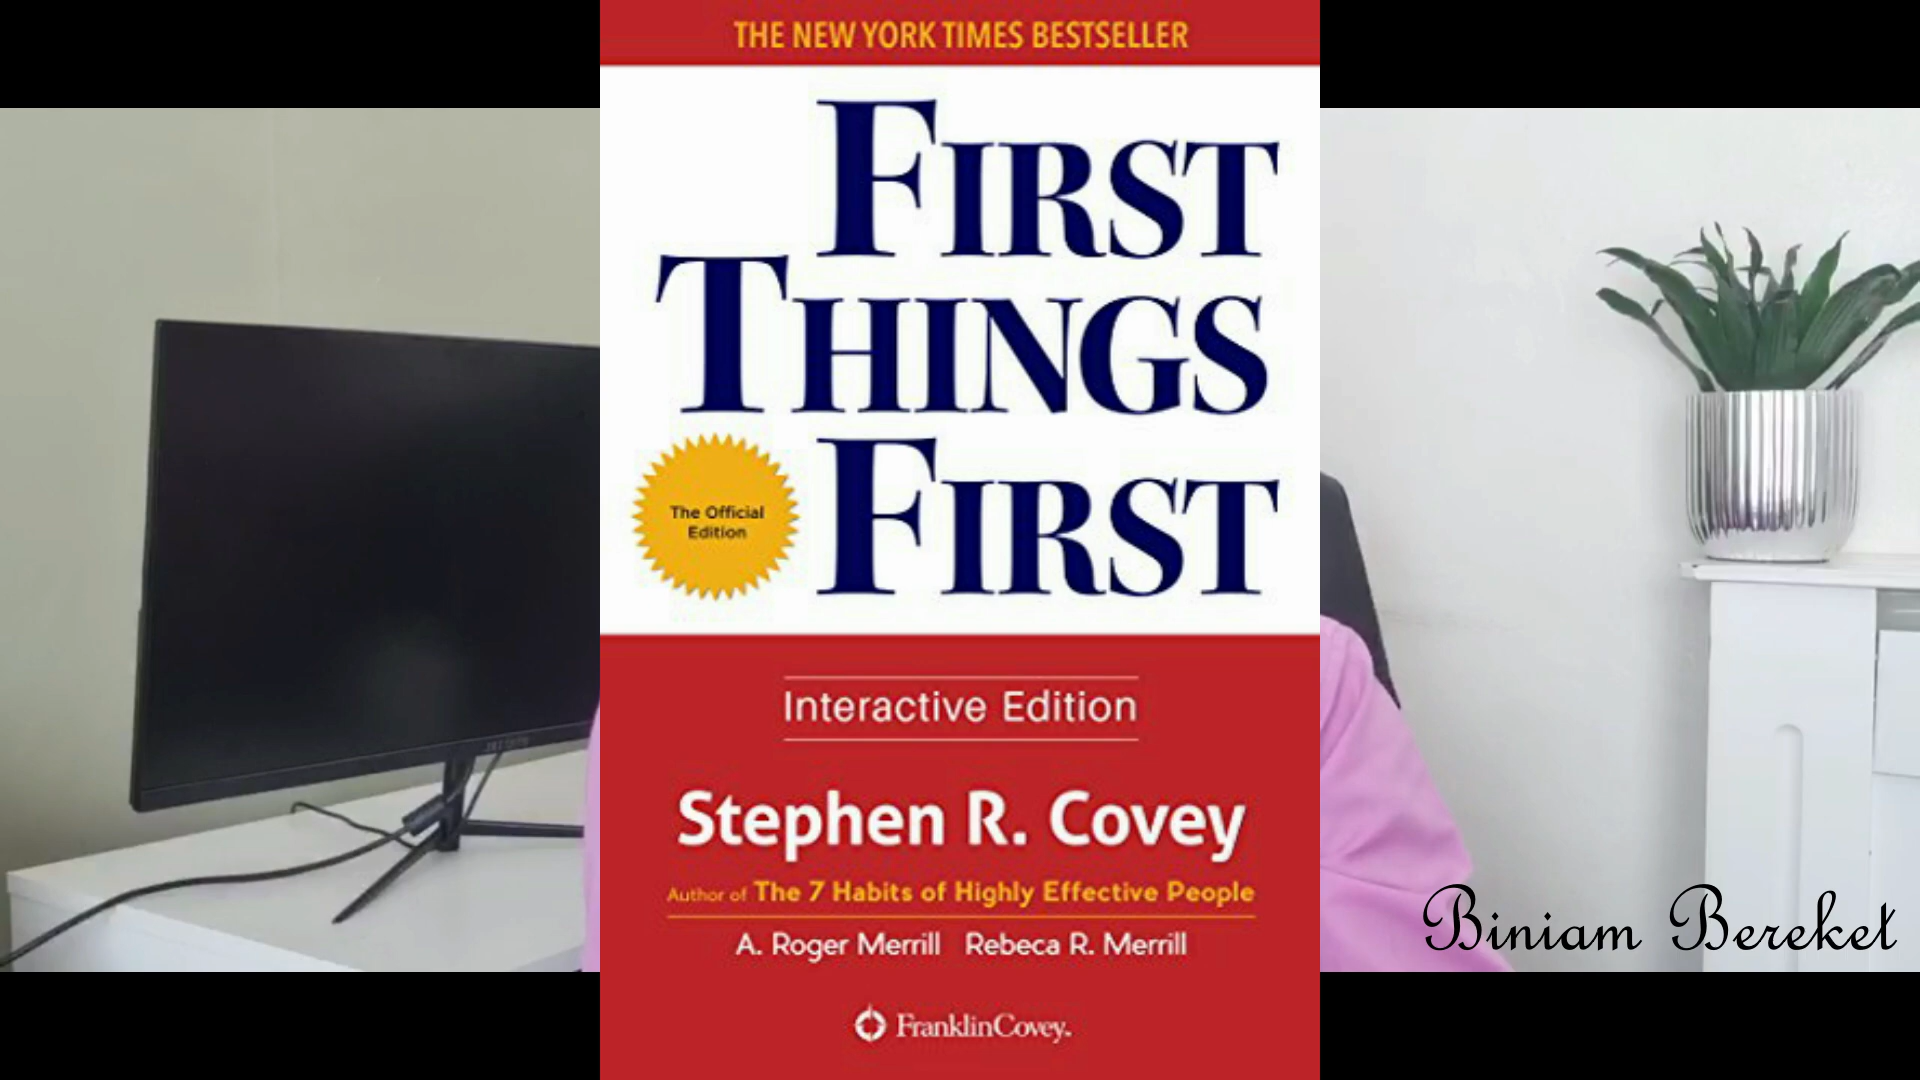 THE NEW YORK TIMES BESTSELLER
FIRST
THINGS
FIRST
The Official
Edition
Interactive Edition
Stephen R. Covey
Author of The 7 Habits of Highly Effective People
A. Roger Merrill Rebeca R. Merrill
FranklinCovey.
Biniam Bereket